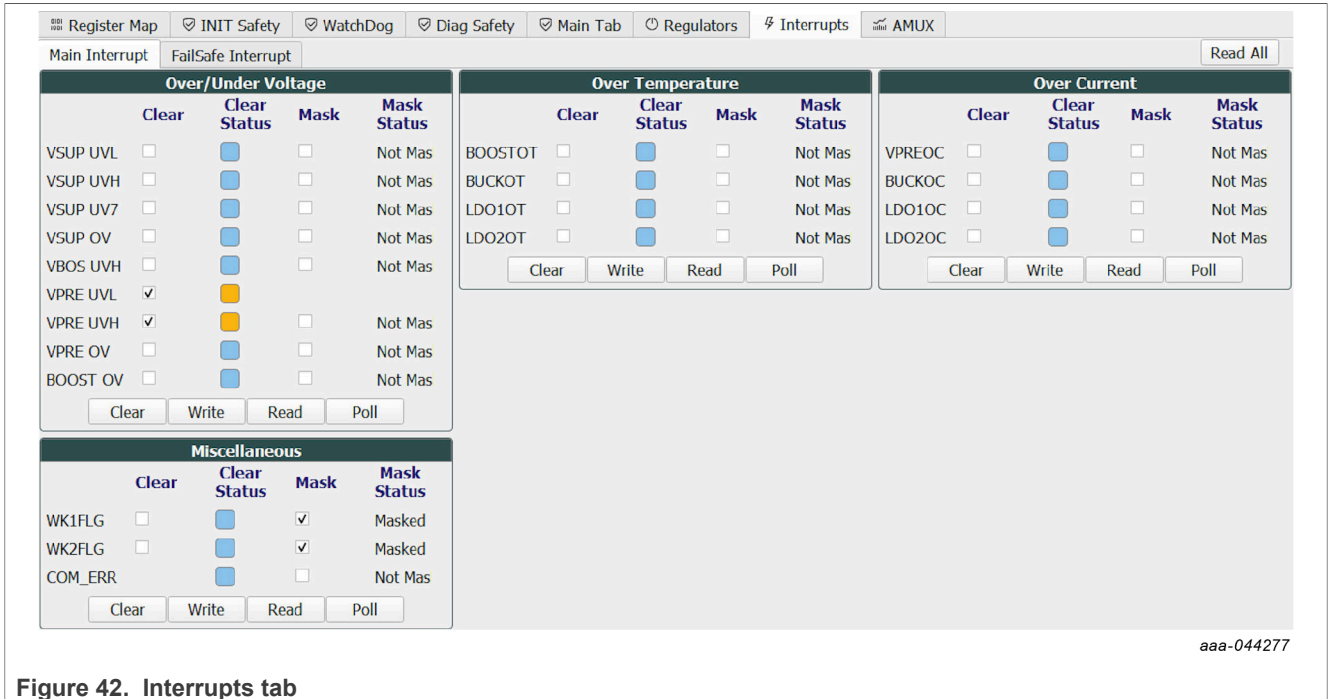 Register Map INIT Safety WatchDog Diag Safety Main Tab Regulators Interrupts AMUX
Main Interrupt FailSafe Interrupt Read All
Over/Under Voltage
Clear Clear Status Mask Mask Status
VSUP UVL Not Mas
VSUP UVH Not Mas
VSUP UV7 Not Mas
VSUP OV Not Mas
VBOS UVH Not Mas
VPRE UVL
VPRE UVH Not Mas
VPRE OV Not Mas
BOOST OV Not Mas
Clear Write Read Poll
Over Temperature
Clear Clear Status Mask Mask Status
BOOSTOT Not Mas
BUCKOT Not Mas
LDO1OT Not Mas
LDO2OT Not Mas
Clear Write Read Poll
Over Current
Clear Clear Status Mask Mask Status
VPREOC Not Mas
BUCKOC Not Mas
LDO1OC Not Mas
LDO2OC Not Mas
Clear Write Read Poll
Miscellaneous
Clear Clear Status Mask Mask Status
WK1FLG Masked
WK2FLG Masked
COM_ERR Not Mas
Clear Write Read Poll
aaa-044277
Figure 42. Interrupts tab